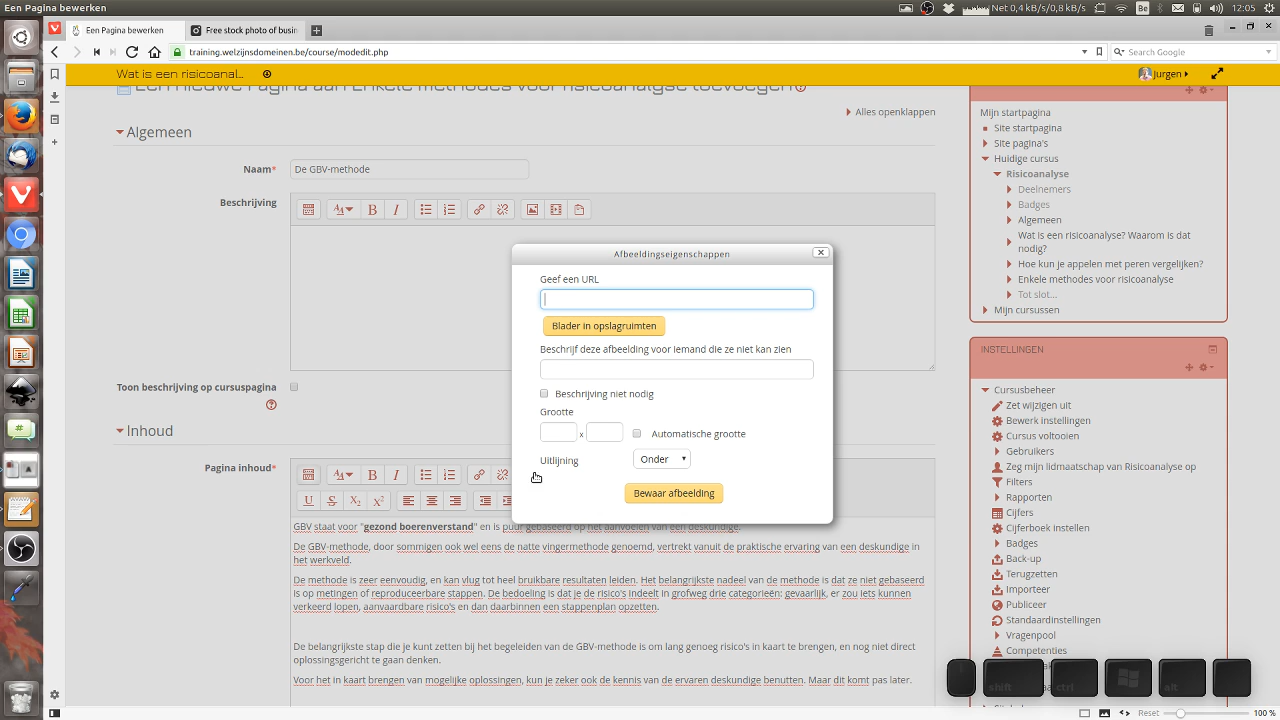 Een Pagina bewerken
Net 0,4 kB/s/0,8 kB/s
Be
12:05
Een Pagina bewerken
Free stock photo of busin
training.welzijnsdomeinen.be/course/modedit.php
Search Google
Wat is een risicoanal...
Jurgen
Een nieuwe Pagina aan Enkele methodes voor risicoanalyse toevoegen
Alles openklappen
Algemeen
Naam*
De GBV-methode
Beschrijving
Toon beschrijving op cursuspagina
Inhoud
Pagina inhoud*
GBV staat voor "gezond boerenverstand" en is puur gebaseerd op het aanvoelen van een deskundige.
De GBV-methode, door sommigen ook wel eens de natte vinger-methode genoemd, vertrekt vanuit de praktische ervaring van een deskundige in
het werkveld.
De methode is zeer eenvoudig, en kan vlug tot heel bruikbare resultaten leiden. Het belangrijkste nadeel van de methode is dat ze niet gebaseerd
is op metingen of reproduceerbare stappen. De bedoeling is dat je de risico's indeelt in grofweg drie categorieën: gevaarlijk, er zou iets kunnen
verkeerd lopen, aanvaardbare risico's en dan daarbinnen een stappenplan opzetten.
De belangrijkste stap die je kunt zetten bij het begeleiden van de GBV-methode is om lang genoeg risico's in kaart te brengen, en nog niet direct
oplossingsgericht te gaan denken.
Voor het in kaart brengen van mogelijke oplossingen, kun je zeker ook de kennis van de ervaren deskundige benutten. Maar dit komt pas later.
Afbeeldingseigenschappen
Geef een URL
Blader in opslagruimten
Beschrijf deze afbeelding voor iemand die ze niet kan zien
Beschrijving niet nodig
Grootte
x
Automatische grootte
Uitlijning
Onder
Bewaar afbeelding
Mijn startpagina
Site startpagina
Site pagina's
Huidige cursus
Risicoanalyse
Deelnemers
Badges
Algemeen
Wat is een risicoanalyse? Waarom is dat
nodig?
Hoe kun je appelen met peren vergelijken?
Enkele methodes voor risicoanalyse
Tot slot...
Mijn cursussen
INSTELLINGEN
Cursusbeheer
Zet wijzigen uit
Bewerk instellingen
Cursus voltooien
Gebruikers
Zeg mijn lidmaatschap van Risicoanalyse op
Filters
Rapporten
Cijfers
Cijferboek instellen
Badges
Back-up
Terugzetten
Importeer
Publiceer
Standaardinstellingen
Vragenpool
Competenties
shift
ctrl
alt
Reset
100 %